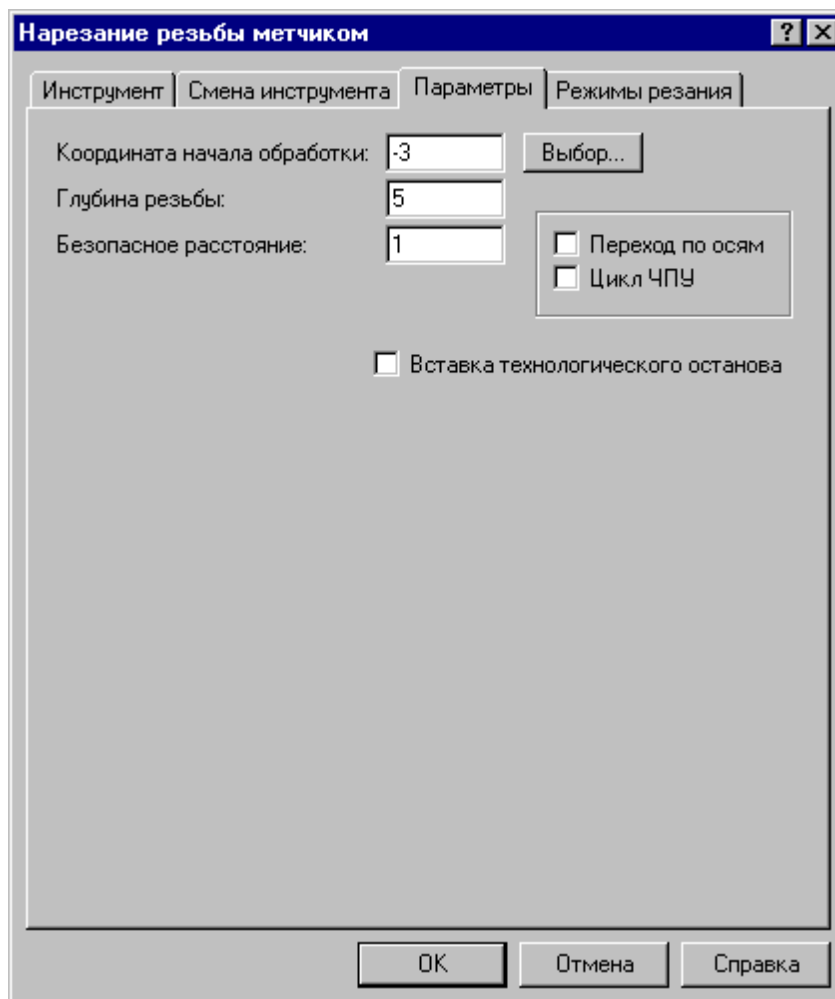 Нарезание резьбы метчиком
Инструмент Смена инструмента Параметры Режимы резания
Координата начала обработки: -3 Выбор...
Глубина резьбы: 5
Безопасное расстояние: 1
Переход по осям
Цикл ЧПУ
Вставка технологического останова
OK Отмена Справка